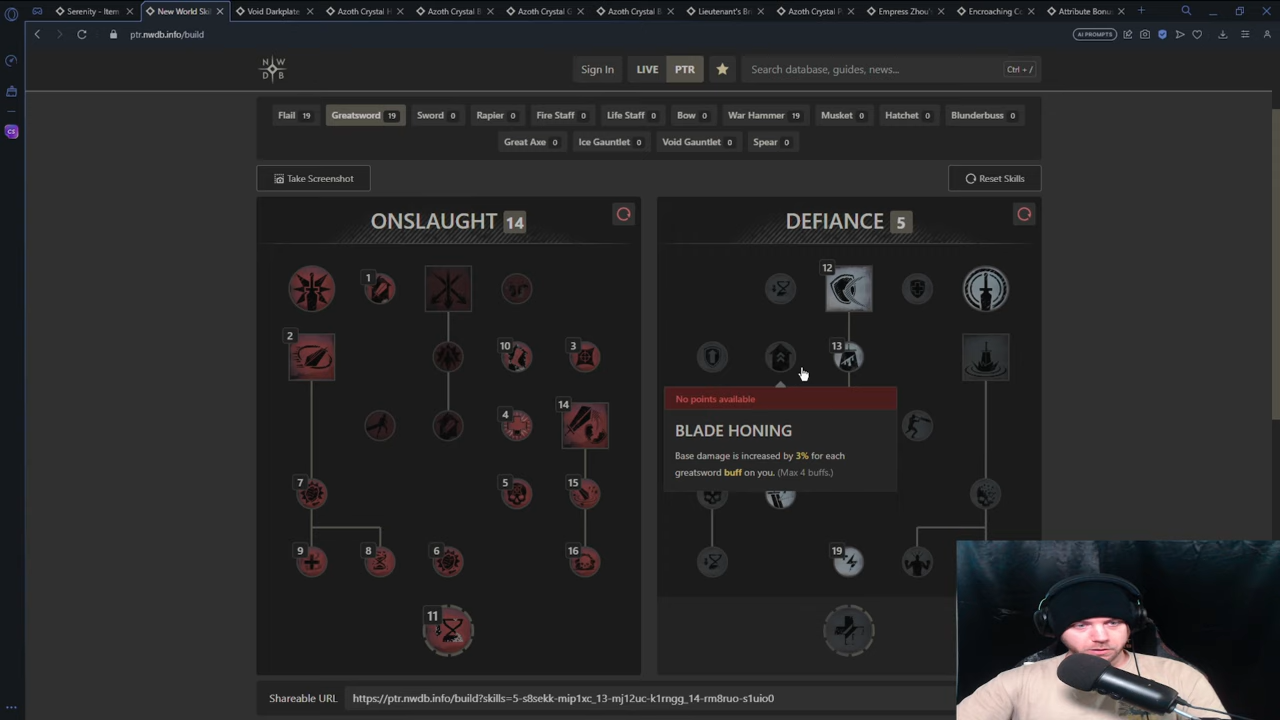 Serenity - Item
New World Ski
Void Darkplate
Azoth Crystal H
Azoth Crystal B
Azoth Crystal G
Azoth Crystal B
Lieutenant's Br
Azoth Crystal P
Empress Zhou'
Encroaching C
Attribute Bonu
ptr.nwdb.info/build
AI PROMPTS
CS
N W D B
Sign In
LIVE
PTR
Search database, guides, news...
Ctrl + /
Flail 19
Greatsword 19
Sword 0
Rapier 0
Fire Staff 0
Life Staff 0
Bow 0
War Hammer 19
Musket 0
Hatchet 0
Blunderbuss 0
Great Axe 0
Ice Gauntlet 0
Void Gauntlet 0
Spear 0
Take Screenshot
Reset Skills
ONSLAUGHT 14
DEFIANCE 5
1
12
2
10
3
13
No points available
BLADE HONING
Base damage is increased by 3% for each
greatsword buff on you. (Max 4 buffs.)
4
14
7
5
15
9
8
6
16
19
11
Shareable URL
https://ptr.nwdb.info/build?skills=5-s8sekk-mip1xc_13-mj12uc-k1rngg_14-rm8ruo-s1uio0